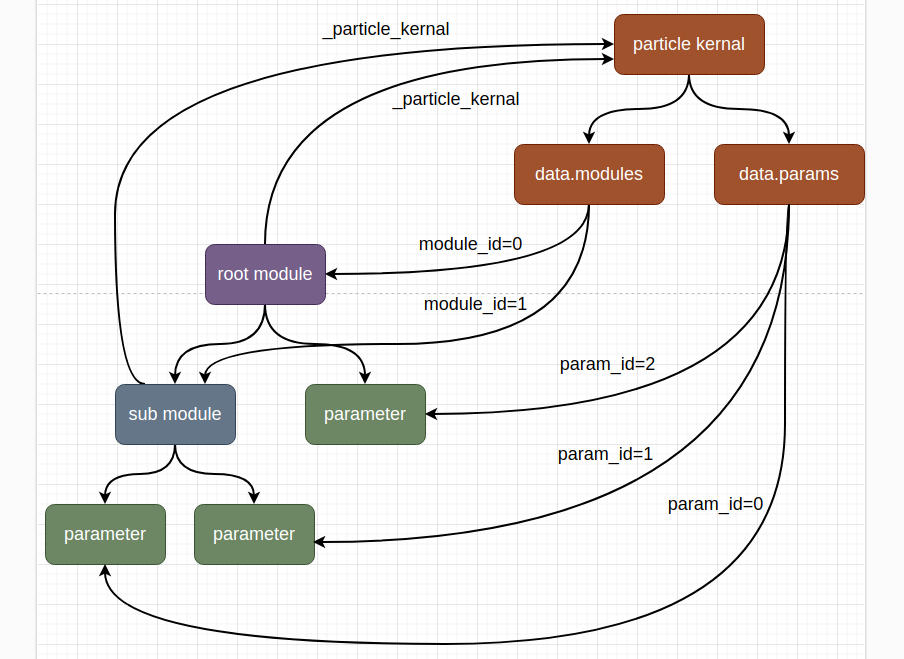 _particle_kernal
particle kernal
_particle_kernal
data.modules
data.params
module_id=0
root module
module_id=1
param_id=2
sub module
parameter
param_id=1
param_id=0
parameter
parameter